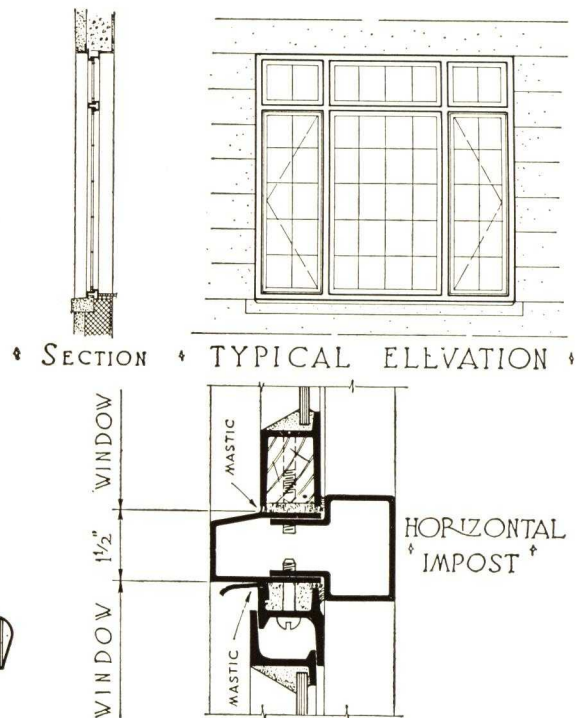 SECTION
TYPICAL ELEVATION
WINDOW
MASTIC
1½"
HORIZONTAL
IMPOST
WINDOW
MASTIC